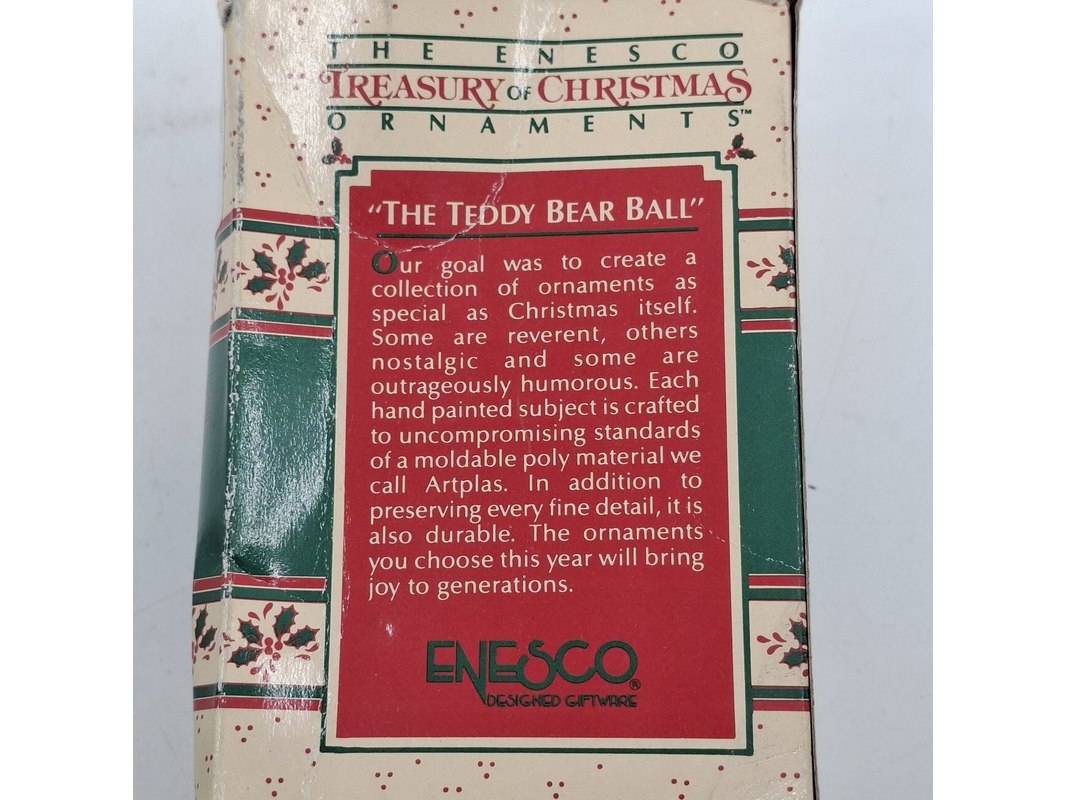 THE ENESCO
TREASURY OF CHRISTMAS
ORNAMENTS™
"THE TEDDY BEAR BALL"
Our goal was to create a
collection of ornaments as
special as Christmas itself.
Some are reverent, others
nostalgic and some are
outrageously humorous. Each
hand painted subject is crafted
to uncompromising standards
of a moldable poly material we
call Artplas. In addition to
preserving every fine detail, it is
also durable. The ornaments
you choose this year will bring
joy to generations.
ENESCO®
DESIGNED GIFTWARE